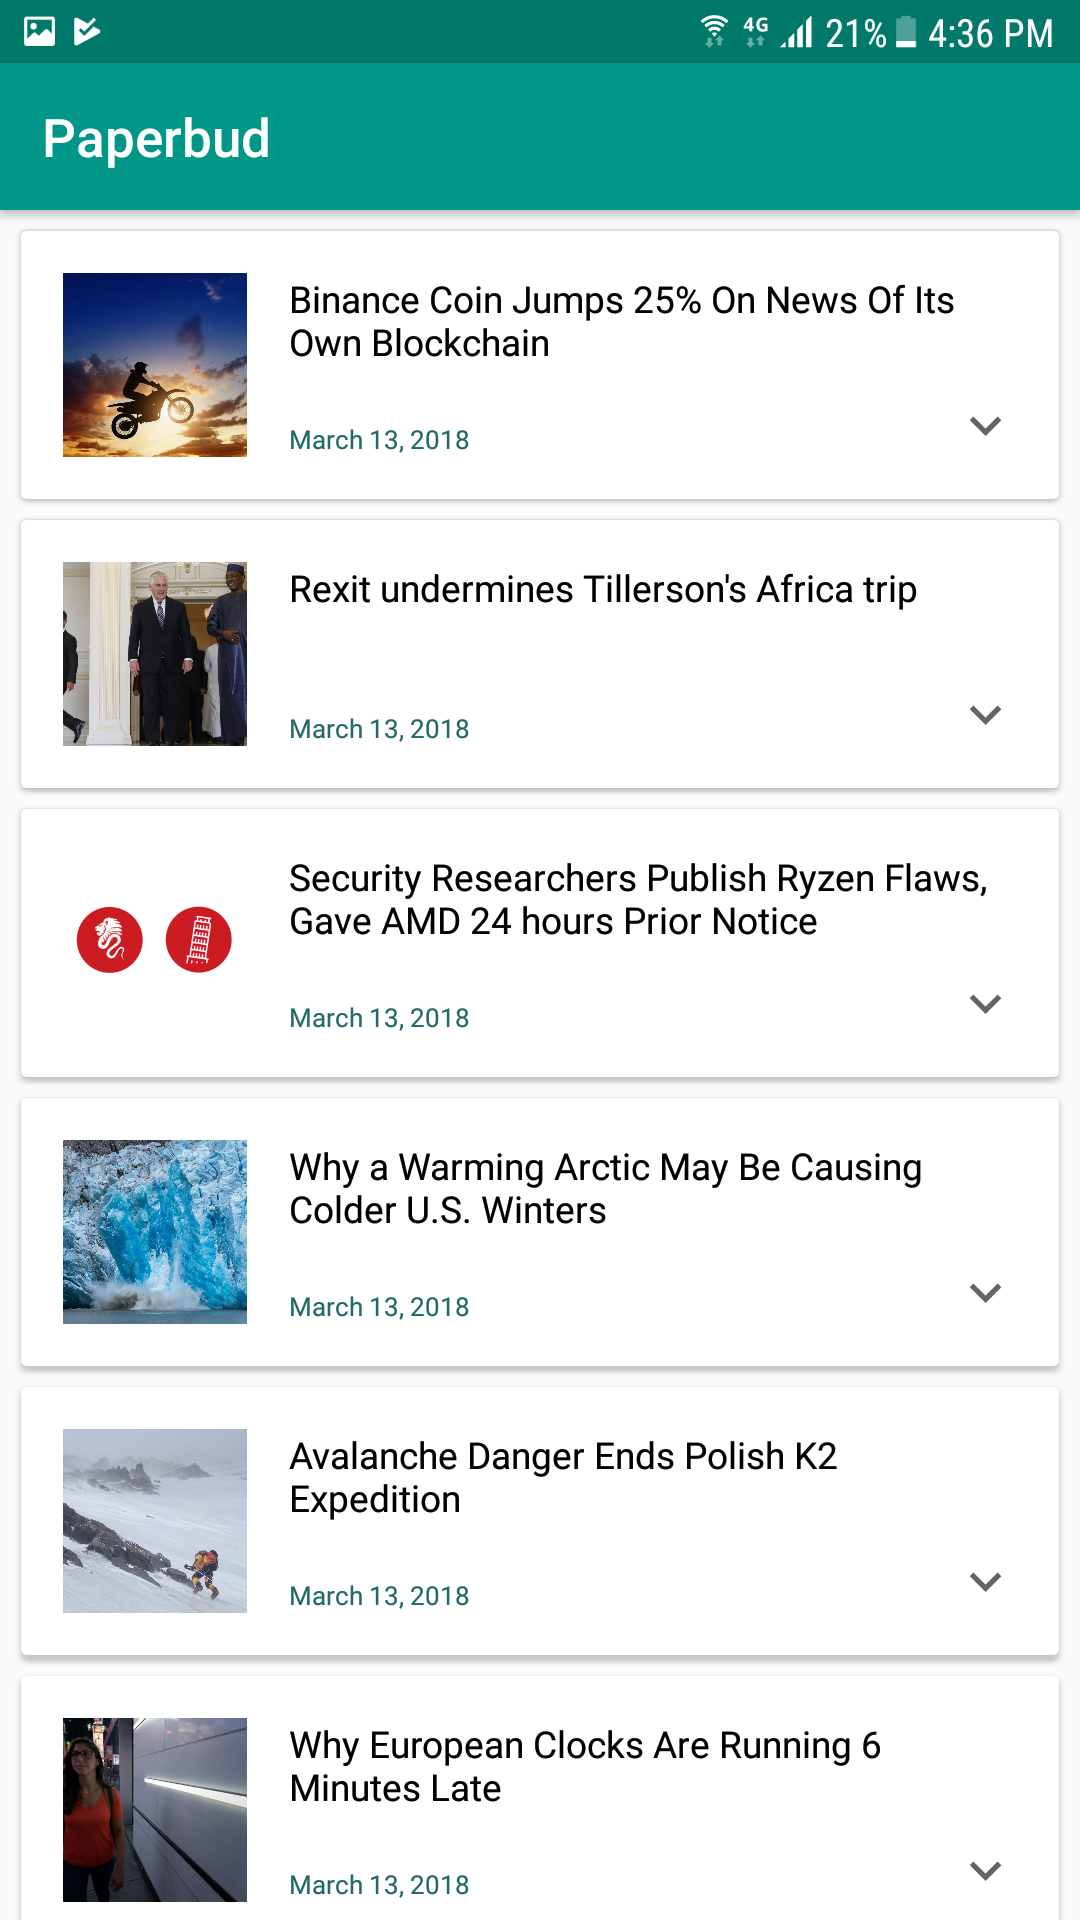 4G 21% 4:36 PM
Paperbud
Binance Coin Jumps 25% On News Of Its
Own Blockchain
March 13, 2018
Rexit undermines Tillerson's Africa trip
March 13, 2018
Security Researchers Publish Ryzen Flaws,
Gave AMD 24 hours Prior Notice
March 13, 2018
Why a Warming Arctic May Be Causing
Colder U.S. Winters
March 13, 2018
Avalanche Danger Ends Polish K2
Expedition
March 13, 2018
Why European Clocks Are Running 6
Minutes Late
March 13, 2018